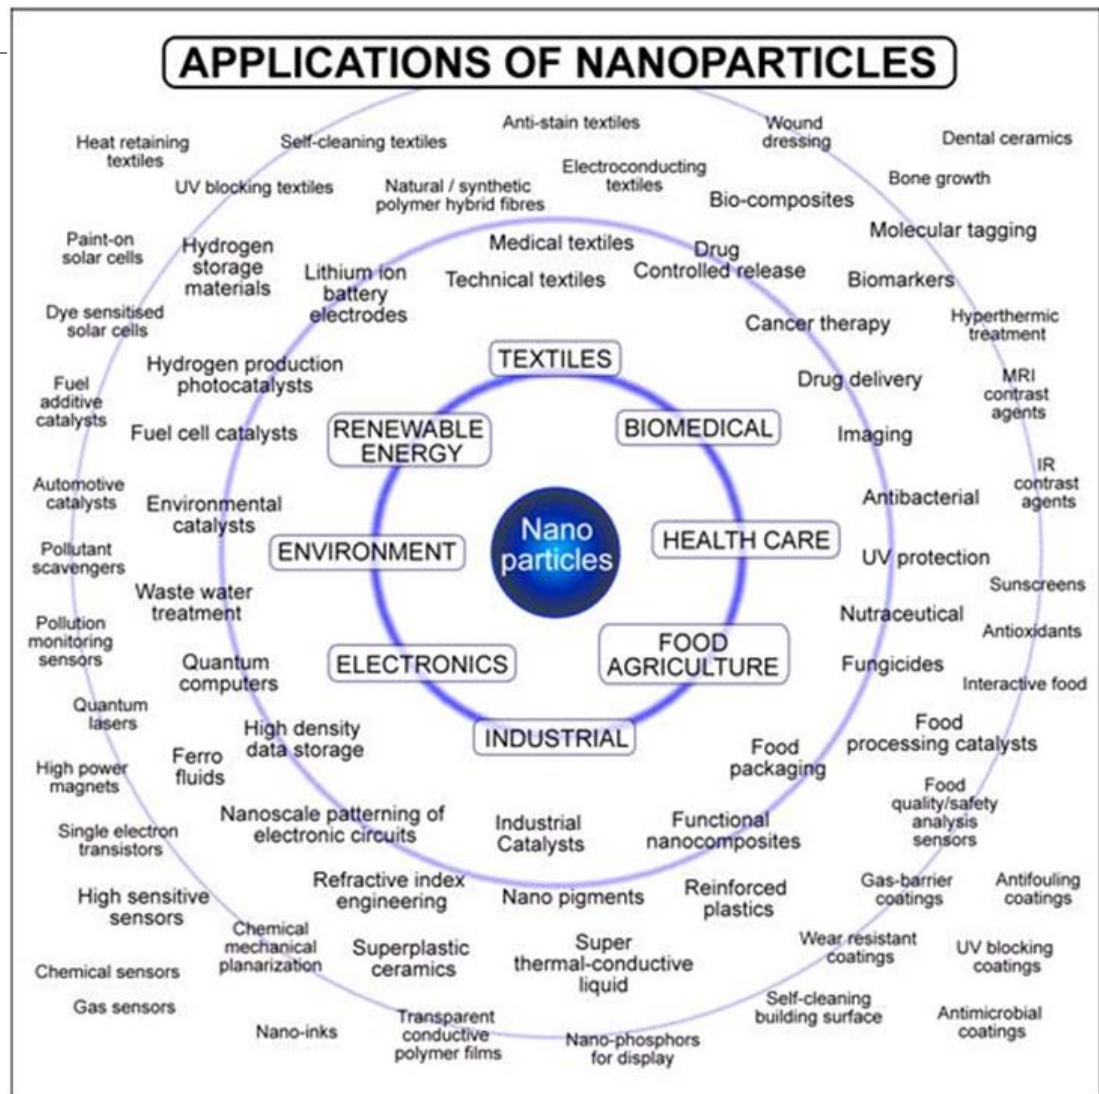 APPLICATIONS OF NANOPARTICLES
Heat retaining
textiles
Self-cleaning textiles
Anti-stain textiles
Wound
dressing
Dental ceramics
UV blocking textiles
Natural / synthetic
polymer hybrid fibres
Electroconducting
textiles
Bio-composites
Bone growth
Paint-on
solar cells
Hydrogen
storage
materials
Lithium ion
battery
electrodes
Medical textiles
Technical textiles
Drug
Controlled release
Molecular tagging
Biomarkers
Dye sensitised
solar cells
Cancer therapy
Hyperthermic
treatment
Hydrogen production
photocatalysts
TEXTILES
Drug delivery
MRI
contrast
agents
Fuel
additive
catalysts
Fuel cell catalysts
RENEWABLE
ENERGY
BIOMEDICAL
Imaging
IR
contrast
agents
Automotive
catalysts
Environmental
catalysts
Antibacterial
Pollutant
scavengers
ENVIRONMENT
Nano
particles
HEALTH CARE
UV protection
Sunscreens
Waste water
treatment
Nutraceutical
Antioxidants
Pollution
monitoring
sensors
Quantum
computers
ELECTRONICS
FOOD
AGRICULTURE
Fungicides
Interactive food
Quantum
lasers
High density
data storage
INDUSTRIAL
Food
packaging
Food
processing catalysts
High power
magnets
Ferro
fluids
Food
quality/safety
analysis
sensors
Single electron
transistors
Nanoscale patterning of
electronic circuits
Industrial
Catalysts
Functional
nanocomposites
High sensitive
sensors
Refractive index
engineering
Nano pigments
Reinforced
plastics
Gas-barrier
coatings
Antifouling
coatings
Chemical
mechanical
planarization
Superplastic
ceramics
Super
thermal-conductive
liquid
Wear resistant
coatings
UV blocking
coatings
Chemical sensors
Gas sensors
Nano-inks
Transparent
conductive
polymer films
Nano-phosphors
for display
Self-cleaning
building surface
Antimicrobial
coatings